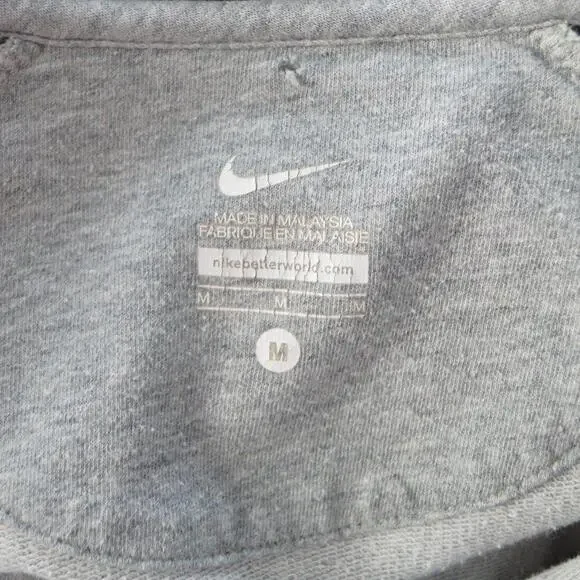 MADE IN MALAYSIA
FABRIQUE EN MALAISIE
nikebetterworld.com
M M M
M